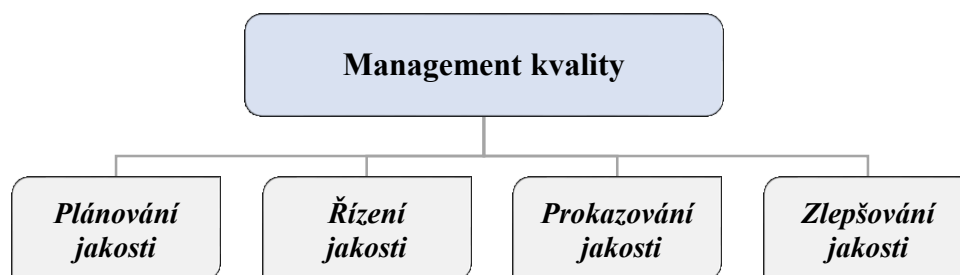 Management kvality
Plánování
jakosti
Řízení
jakosti
Prokazování
jakosti
Zlepšování
jakosti